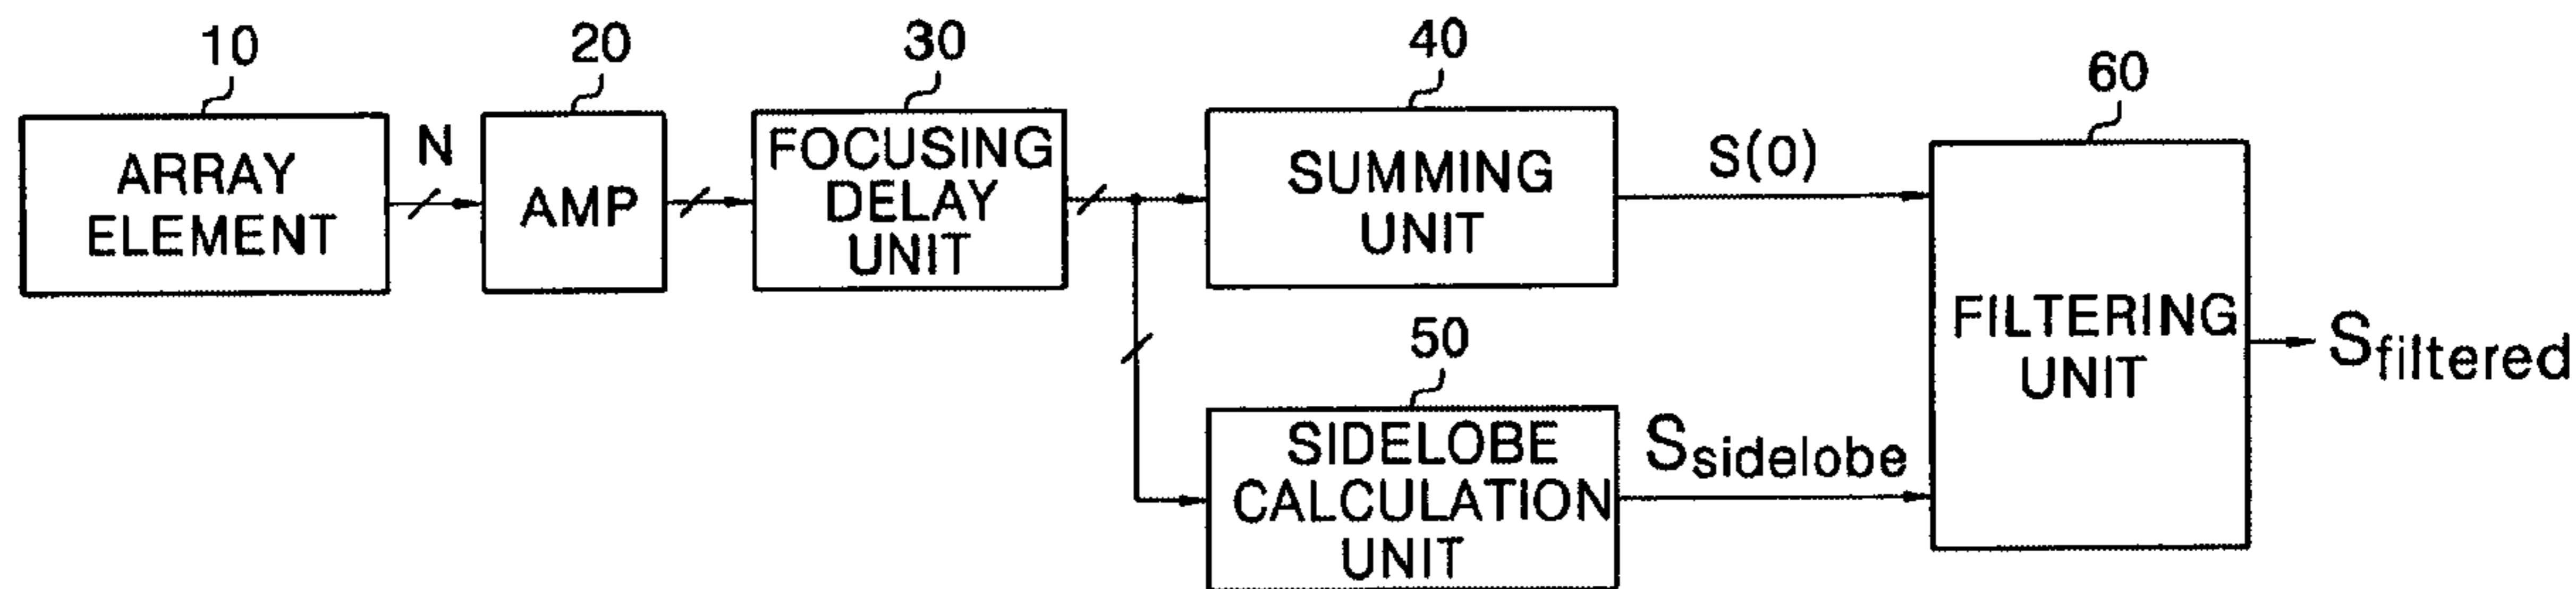 10
20
30
40
60
ARRAY
ELEMENT
N
AMP
FOCUSING
DELAY
UNIT
SUMMING
UNIT
S(0)
50
SIDELOBE
CALCULATION
UNIT
Ssidelobe
FILTERING
UNIT
Sfiltered